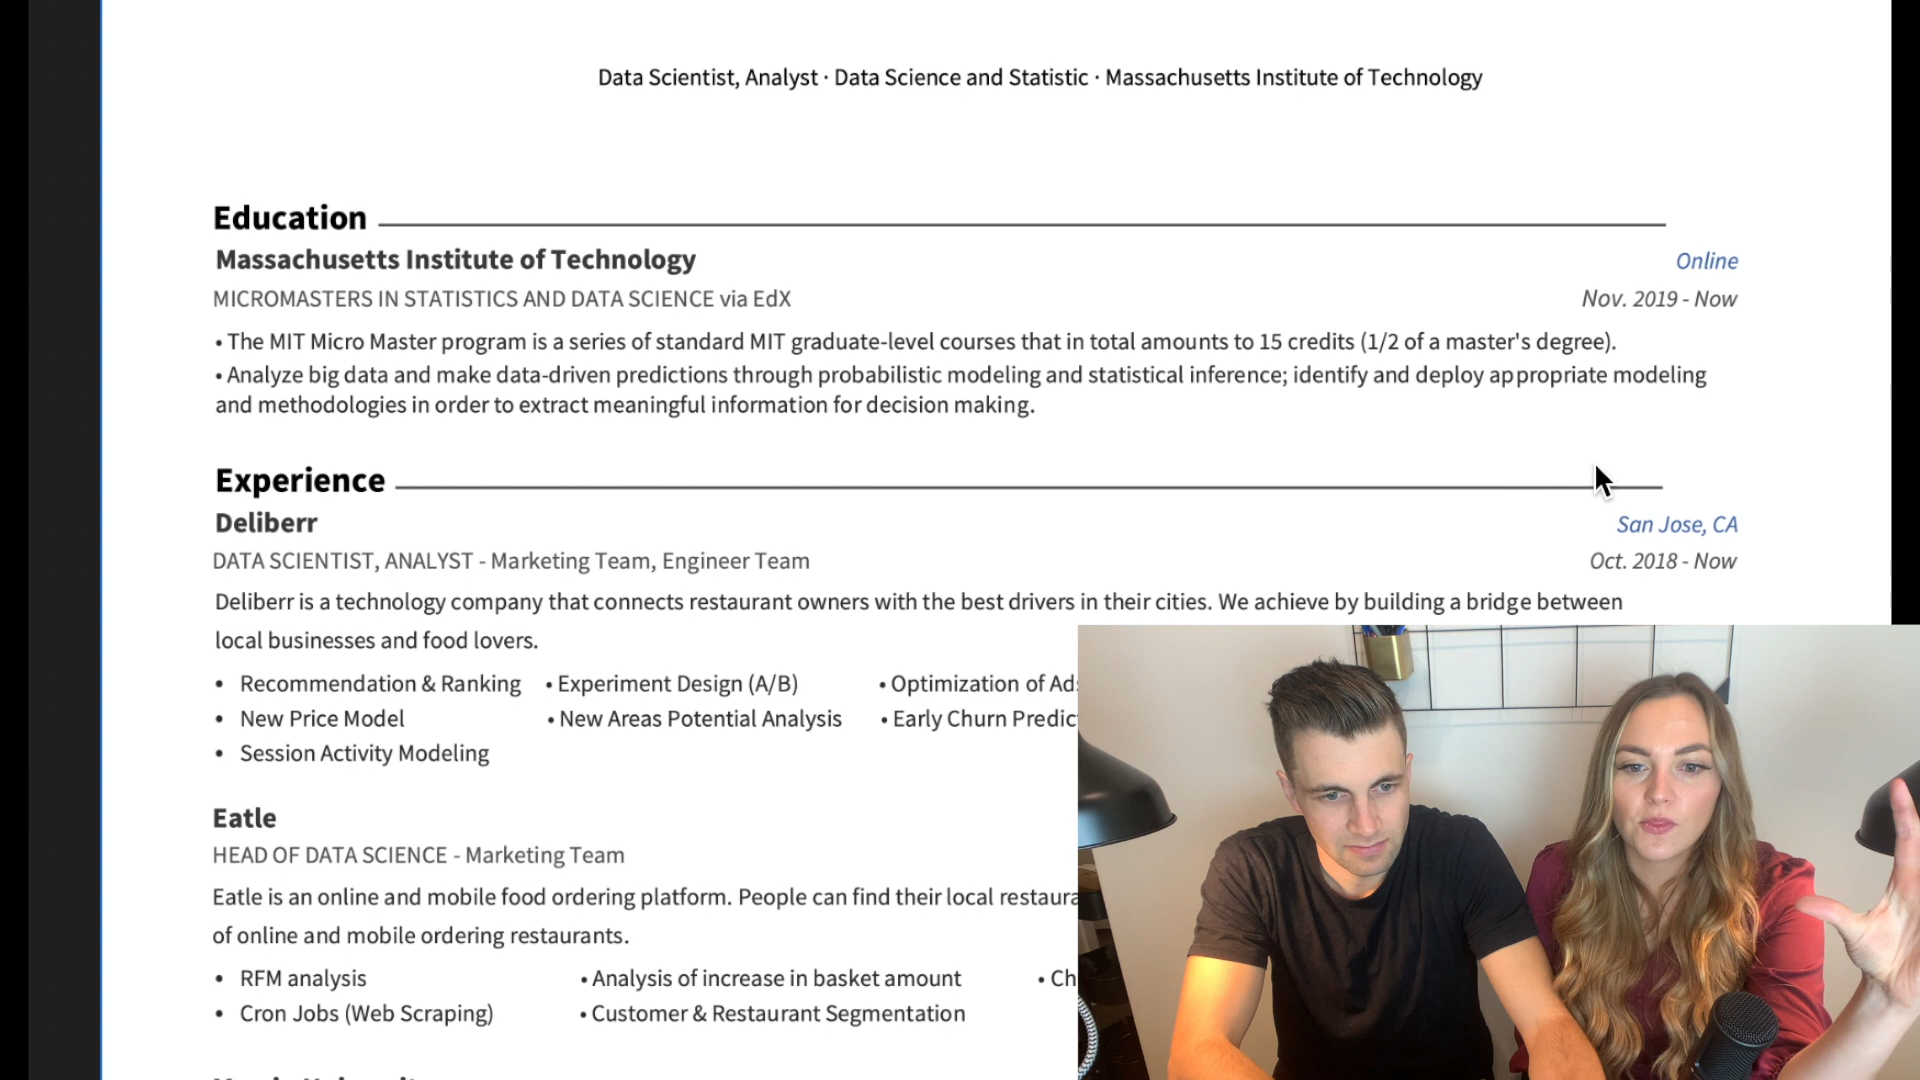 Data Scientist, Analyst · Data Science and Statistic · Massachusetts Institute of Technology
Education
Massachusetts Institute of Technology Online
MICROMASTERS IN STATISTICS AND DATA SCIENCE via EdX Nov. 2019 - Now
• The MIT Micro Master program is a series of standard MIT graduate-level courses that in total amounts to 15 credits (1/2 of a master's degree).
• Analyze big data and make data-driven predictions through probabilistic modeling and statistical inference; identify and deploy appropriate modeling
and methodologies in order to extract meaningful information for decision making.
Experience
Deliberr San Jose, CA
DATA SCIENTIST, ANALYST - Marketing Team, Engineer Team Oct. 2018 - Now
Deliberr is a technology company that connects restaurant owners with the best drivers in their cities. We achieve by building a bridge between
local businesses and food lovers.
• Recommendation & Ranking • Experiment Design (A/B) • Optimization of
• New Price Model • New Areas Potential Analysis • Early Churn
• Session Activity Modeling
Eatle
HEAD OF DATA SCIENCE - Marketing Team
Eatle is an online and mobile food ordering platform. People can find their local
of online and mobile ordering restaurants.
• RFM analysis • Analysis of increase in basket amount •
• Cron Jobs (Web Scraping) • Customer & Restaurant Segmentation